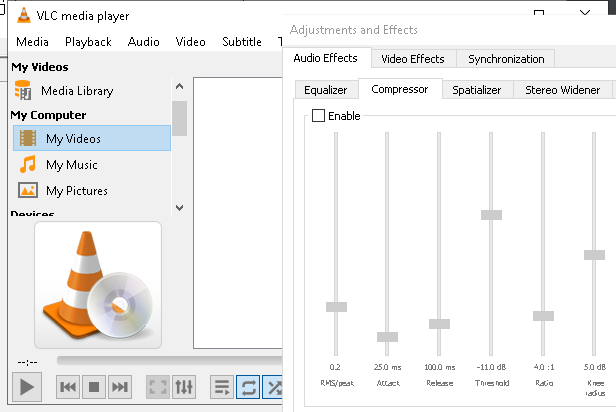 VLC media player
Media Playback Audio Video Subtitle
My Videos
Media Library
My Computer
My Videos
My Music
My Pictures
Devices
--:--
Adjustments and Effects
Audio Effects Video Effects Synchronization
Equalizer Compressor Spatializer Stereo Widener
Enable
0.2 25.0 ms 100.0 ms -11.0 dB 4.0 :1 5.0 dB
RMS/peak Attack Release Threshold Ratio Knee
radius